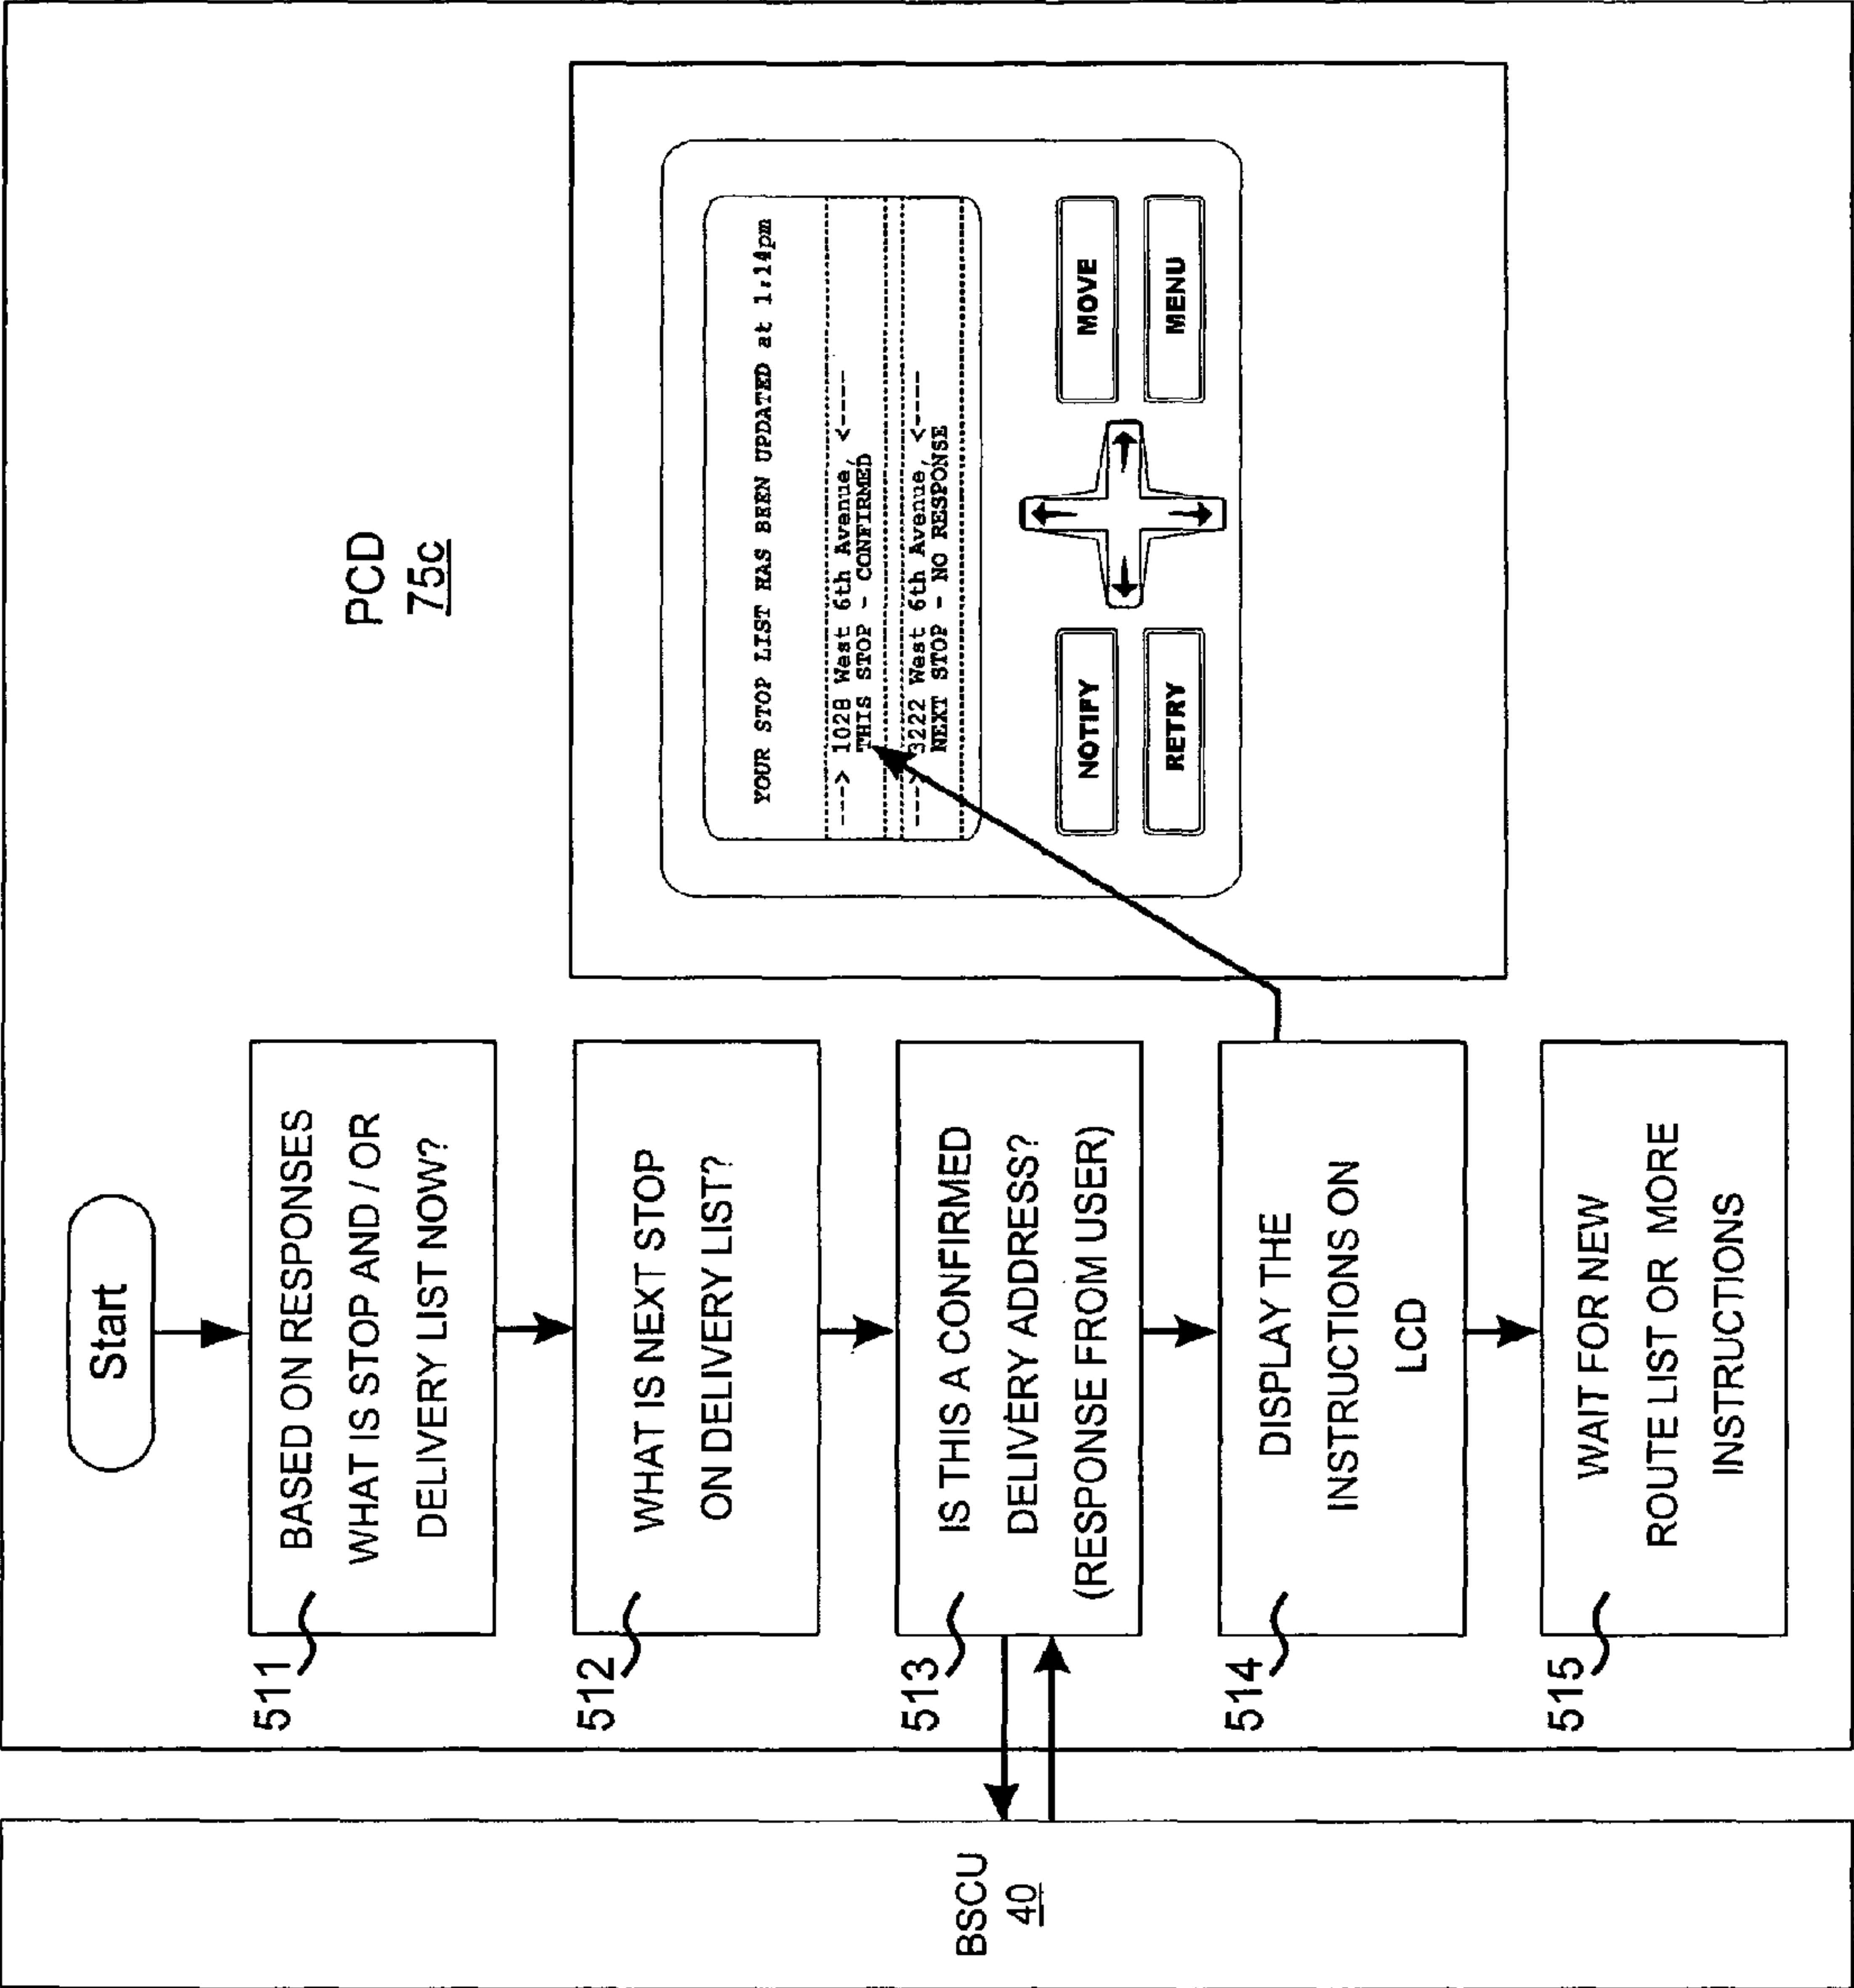 BSCU
40
PCD
75c
Start
511
BASED ON RESPONSES
WHAT IS STOP AND / OR
DELIVERY LIST NOW?
512
WHAT IS NEXT STOP
ON DELIVERY LIST?
513
IS THIS A CONFIRMED
DELIVERY ADDRESS?
(RESPONSE FROM USER)
514
DISPLAY THE
INSTRUCTIONS ON
LCD
515
WAIT FOR NEW
ROUTE LIST OR MORE
INSTRUCTIONS
YOUR STOP LIST HAS BEEN UPDATED at 1:14pm
---> 1028 West 6th Avenue, <----
THIS STOP - CONFIRMED
---> 3222 West 6th Avenue, <----
NEXT STOP - NO RESPONSE
NOTIFY
MOVE
RETRY
MENU